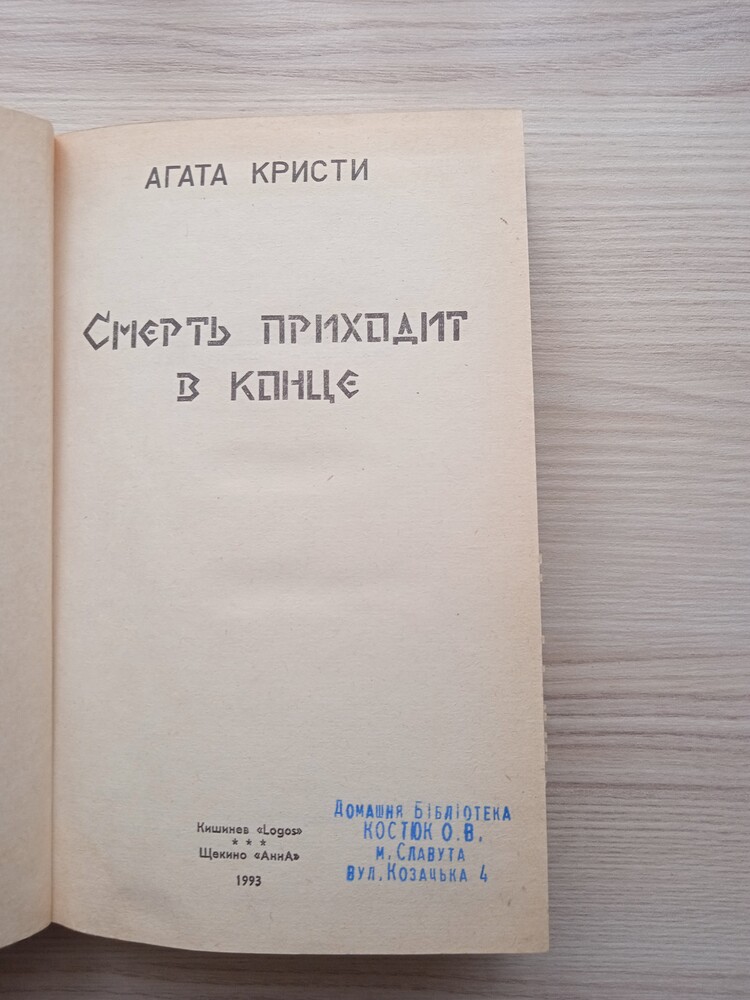 АГАТА КРИСТИ
Смерть приходит
в конце
Кишинев «Logos»
* * *
Щекино «АннА»
1993
Домашня Бібліотека
КОСТЮК О.В.
м. Славута
вул. Козацька 4